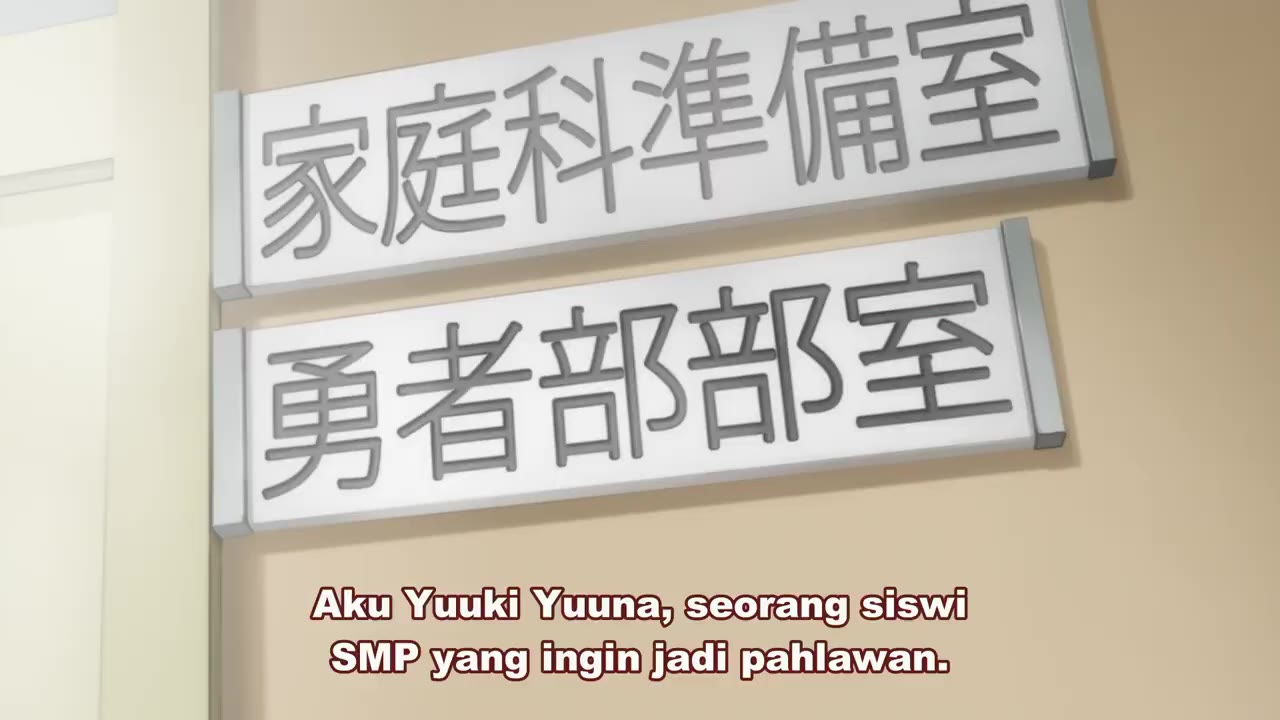 家庭科準備室
勇者部部室
Aku Yuuki Yuuna, seorang siswi
SMP yang ingin jadi pahlawan.